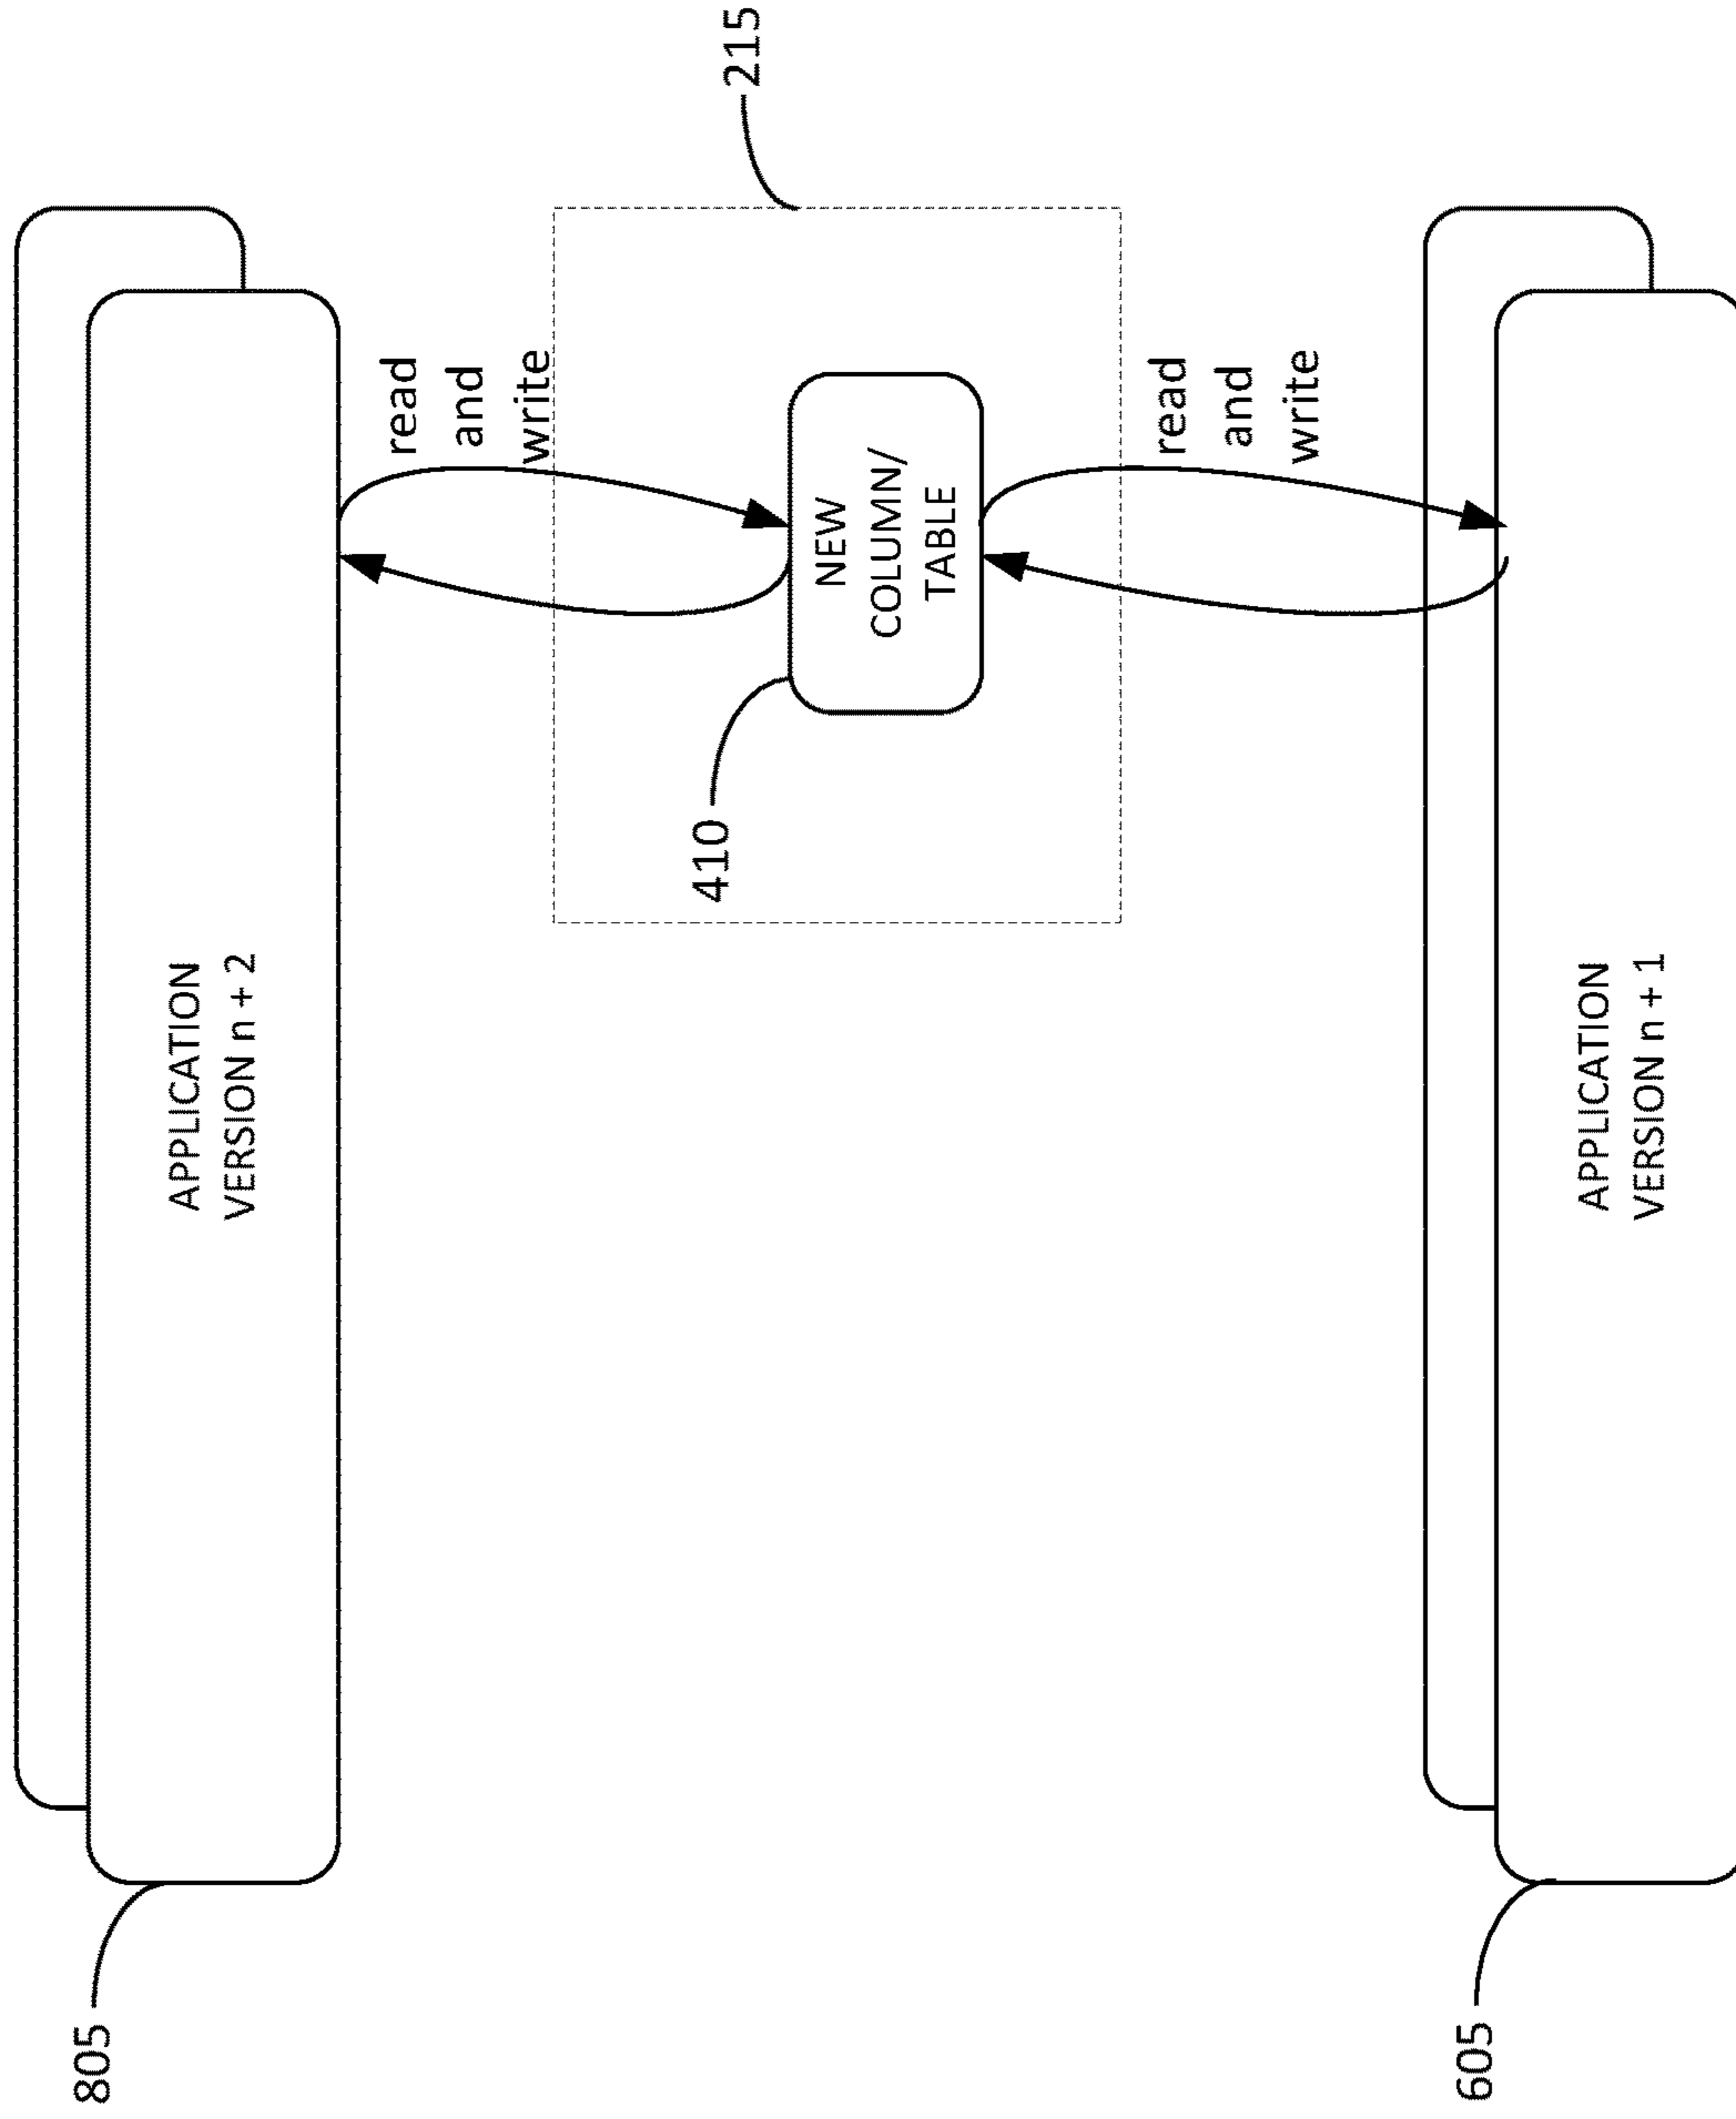 805
APPLICATION
VERSION n + 2
read
and
write
215
410
NEW
COLUMN/
TABLE
read
and
write
605
APPLICATION
VERSION n + 1